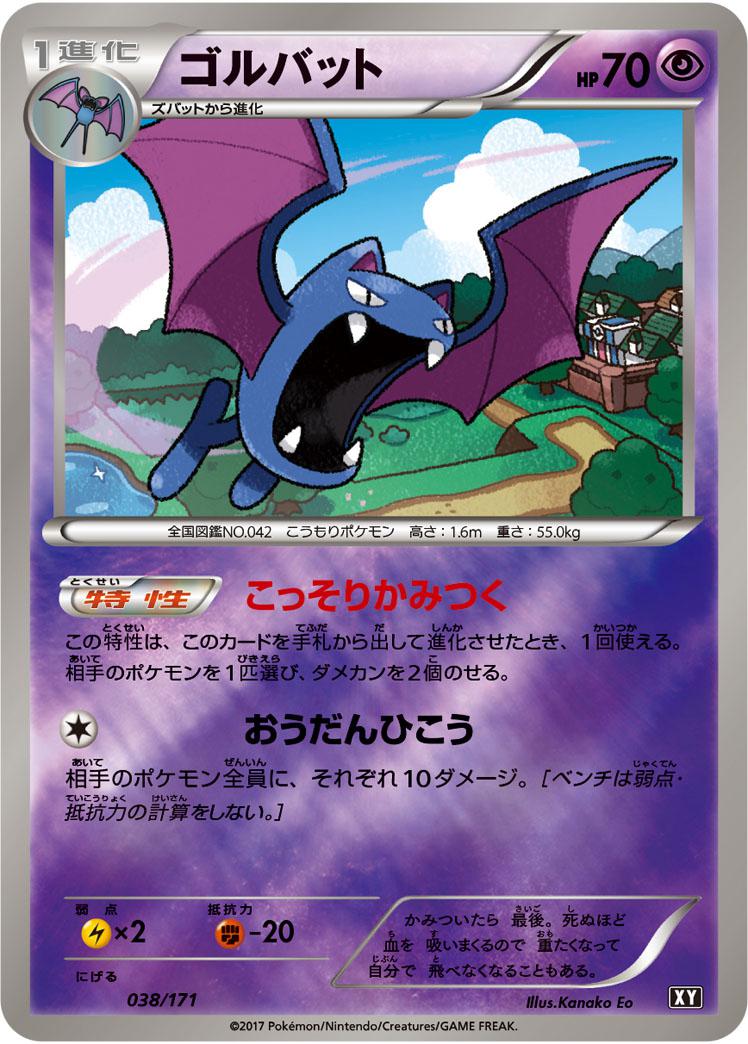 1進化
ゴルバット
HP70
ズバットから進化
全国図鑑NO.042 こうもりポケモン 高さ：1.6m 重さ：55.0kg
とくせい
特性 こっそりかみつく
この特性は、このカードを手札から出して進化させたとき、1回使える。
相手のポケモンを1匹選び、ダメカンを2個のせる。
おうだんひこう
相手のポケモン全員に、それぞれ10ダメージ。[ベンチは弱点・
抵抗力の計算をしない。]
弱点 抵抗力
×2 －20
にげる
かみついたら 最後。死ぬほど
血を 吸いまくるので 重たくなって
自分で 飛べなくなることもある。
038/171
Illus.Kanako Eo
XY
©2017 Pokémon/Nintendo/Creatures/GAME FREAK.